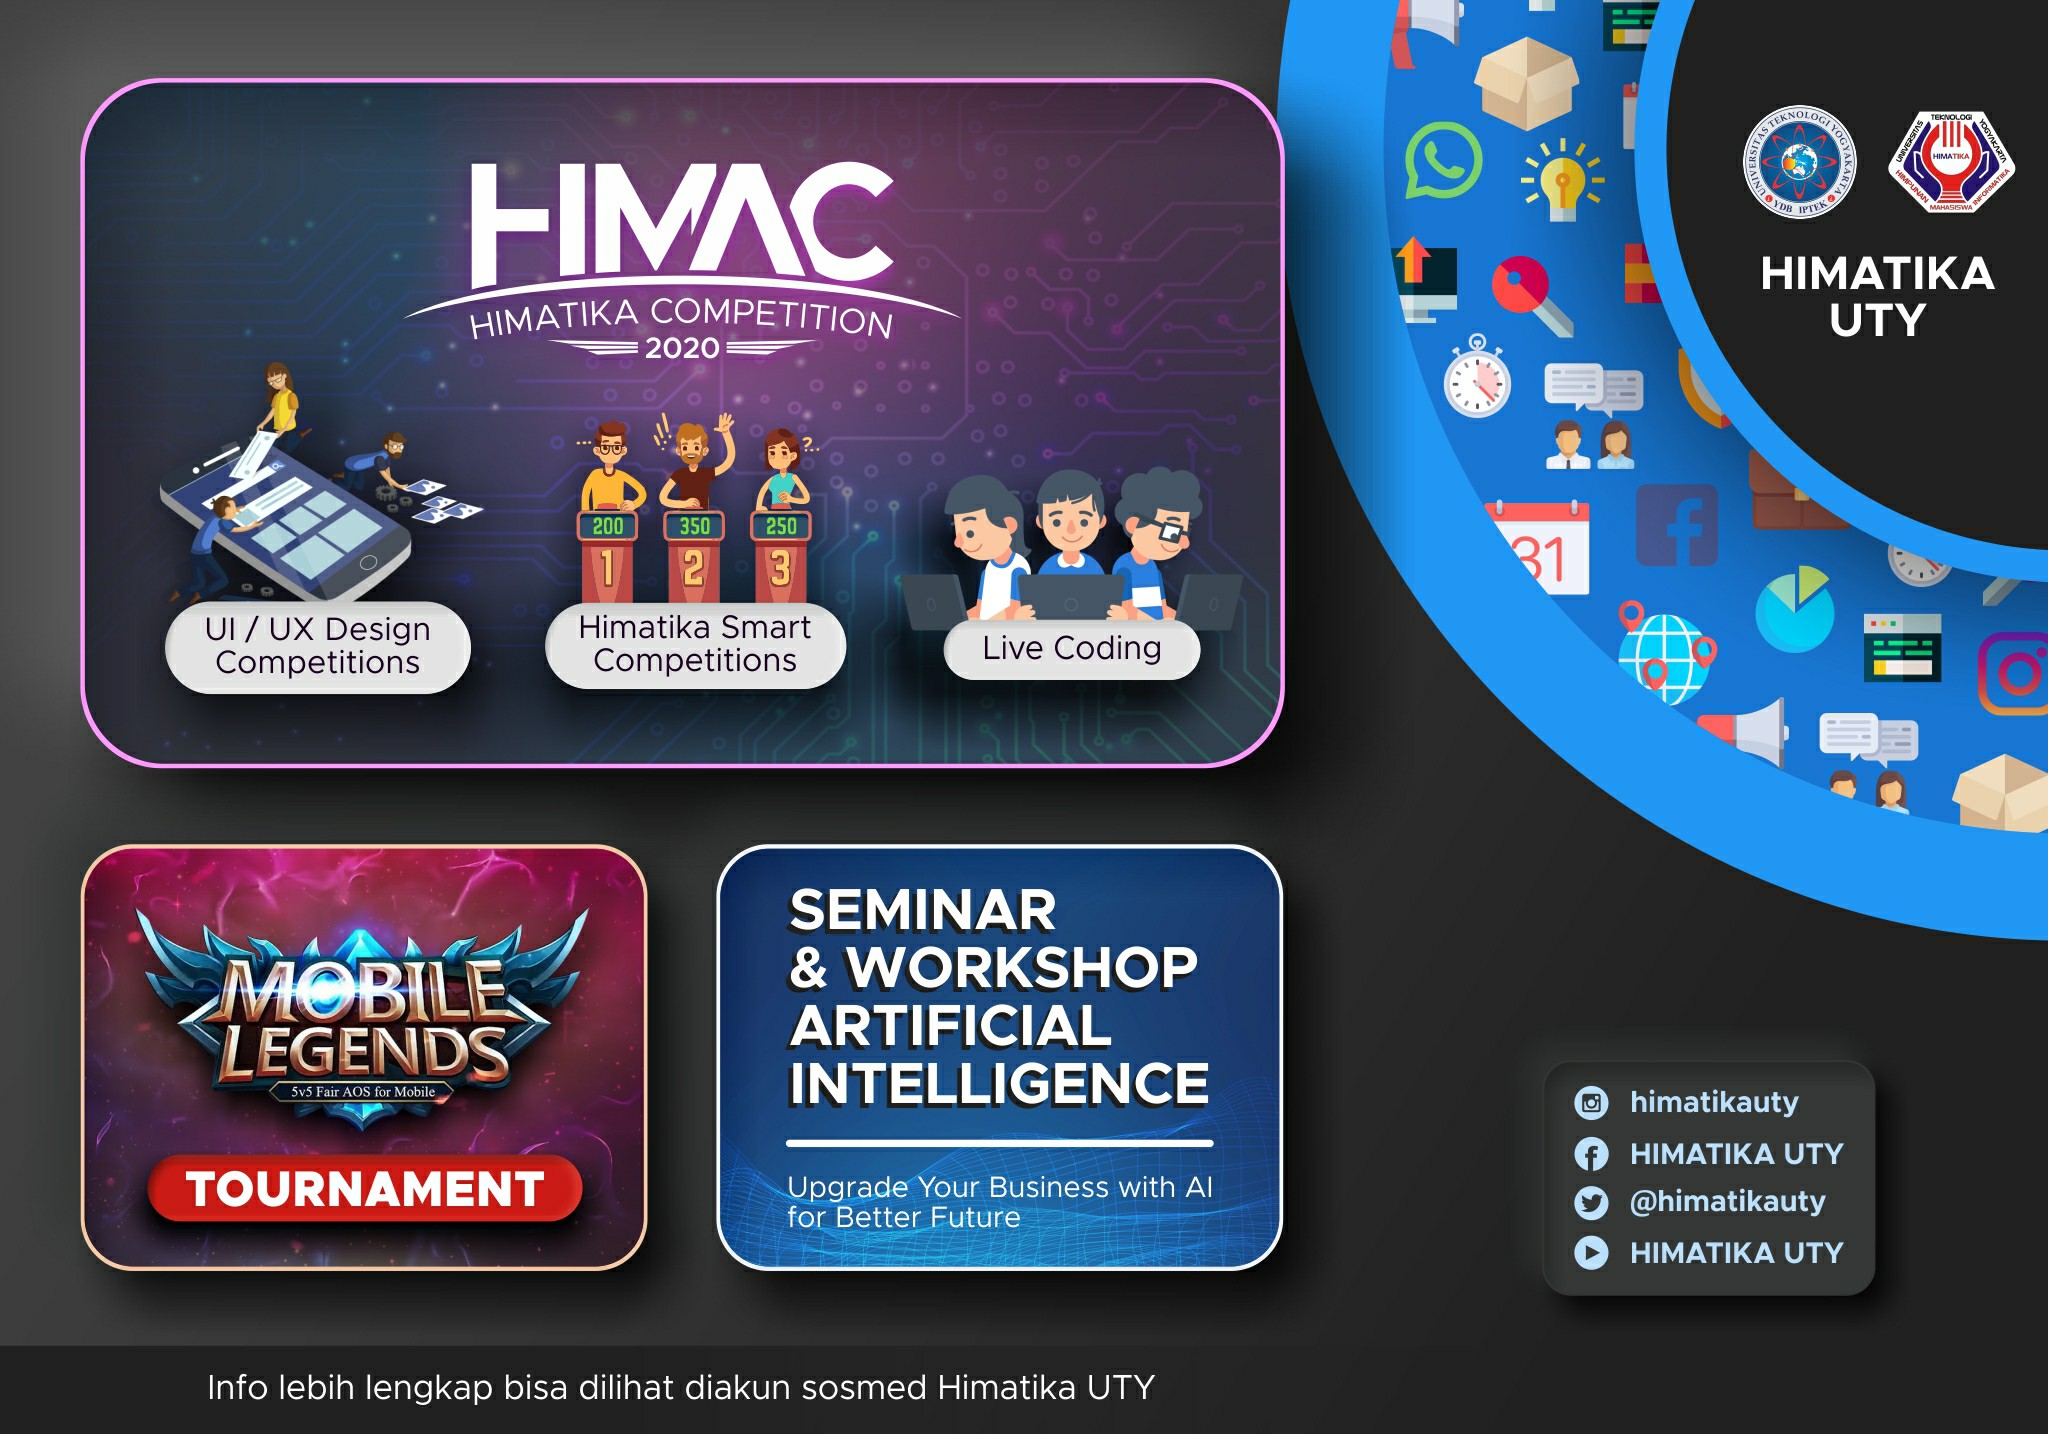 HIMAC
HIMATIKA COMPETITION
2020
200
350
250
1
2
3
UI / UX Design
Competitions
Himatika Smart
Competitions
Live Coding
UNIVERSITAS TEKNOLOGI YOGYAKARTA
YDB IPTEK
UNIVERSITAS
TEKNOLOGI
YOGYAKARTA
HIMATIKA
HIMPUNAN
MAHASISWA
INFORMATIKA
HIMATIKA
UTY
31
MOBILE
LEGENDS
5v5 Fair AOS for Mobile
TOURNAMENT
SEMINAR
& WORKSHOP
ARTIFICIAL
INTELLIGENCE
Upgrade Your Business with AI
for Better Future
himatikauty
HIMATIKA UTY
@himatikauty
HIMATIKA UTY
Info lebih lengkap bisa dilihat diakun sosmed Himatika UTY